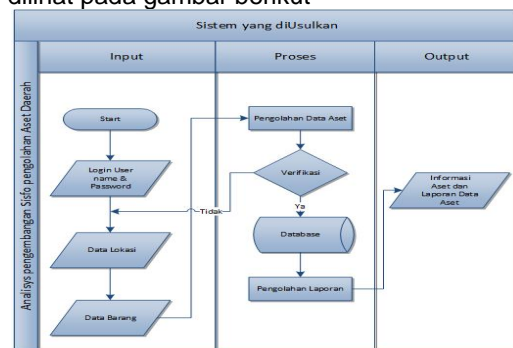 dilihat pada gambar berikut
Sistem yang diUsulkan
Input
Proses
Output
Analisys pengembangan Sisfo pengolahan Aset Daerah
Start
Login User
name &
Password
Data Lokasi
Data Barang
Pengolahan Data Aset
Verifikasi
Tidak
Ya
Database
Pengolahan Laporan
Informasi
Aset dan
Laporan Data
Aset